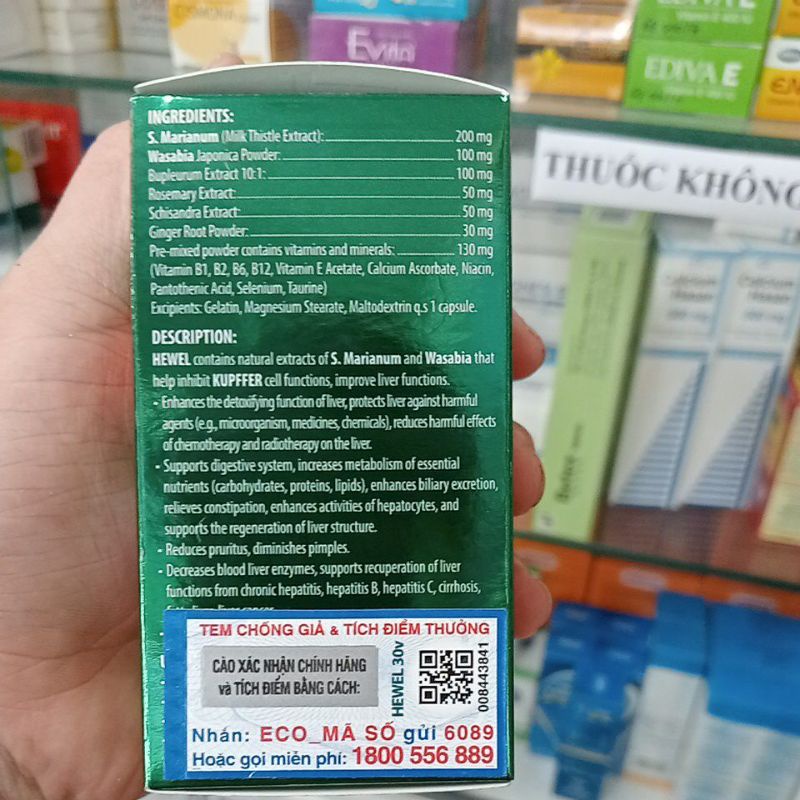 Evita
EDIVA E
THUỐC KHÔNG
INGREDIENTS:
S. Marianum (Milk Thistle Extract): 200 mg
Wasabia Japonica Powder: 100 mg
Bupleurum Extract 10:1: 100 mg
Rosemary Extract: 50 mg
Schisandra Extract: 50 mg
Ginger Root Powder: 30 mg
Pre-mixed powder contains vitamins and minerals: 130 mg
(Vitamin B1, B2, B6, B12, Vitamin E Acetate, Calcium Ascorbate, Niacin,
Pantothenic Acid, Selenium, Taurine)
Excipients: Gelatin, Magnesium Stearate, Maltodextrin q.s 1 capsule.
DESCRIPTION:
HEWEL contains natural extracts of S. Marianum and Wasabia that
help inhibit KUPFFER cell functions, improve liver functions.
- Enhances the detoxifying function of liver, protects liver against harmful
agents (e.g., microorganism, medicines, chemicals), reduces harmful effects
of chemotherapy and radiotherapy on the liver.
- Supports digestive system, increases metabolism of essential
nutrients (carbohydrates, proteins, lipids), enhances biliary excretion,
relieves constipation, enhances activities of hepatocytes, and
supports the regeneration of liver structure.
- Reduces pruritus, diminishes pimples.
- Decreases blood liver enzymes, supports recuperation of liver
functions from chronic hepatitis, hepatitis B, hepatitis C, cirrhosis,
TEM CHỐNG GIẢ & TÍCH ĐIỂM THƯỞNG
CÀO XÁC NHẬN CHÍNH HÃNG
và TÍCH ĐIỂM BẰNG CÁCH:
HEWEL 30v
008443841
Nhắn: ECO_MÃ SỐ gửi 6089
Hoặc gọi miễn phí: 1800 556 889